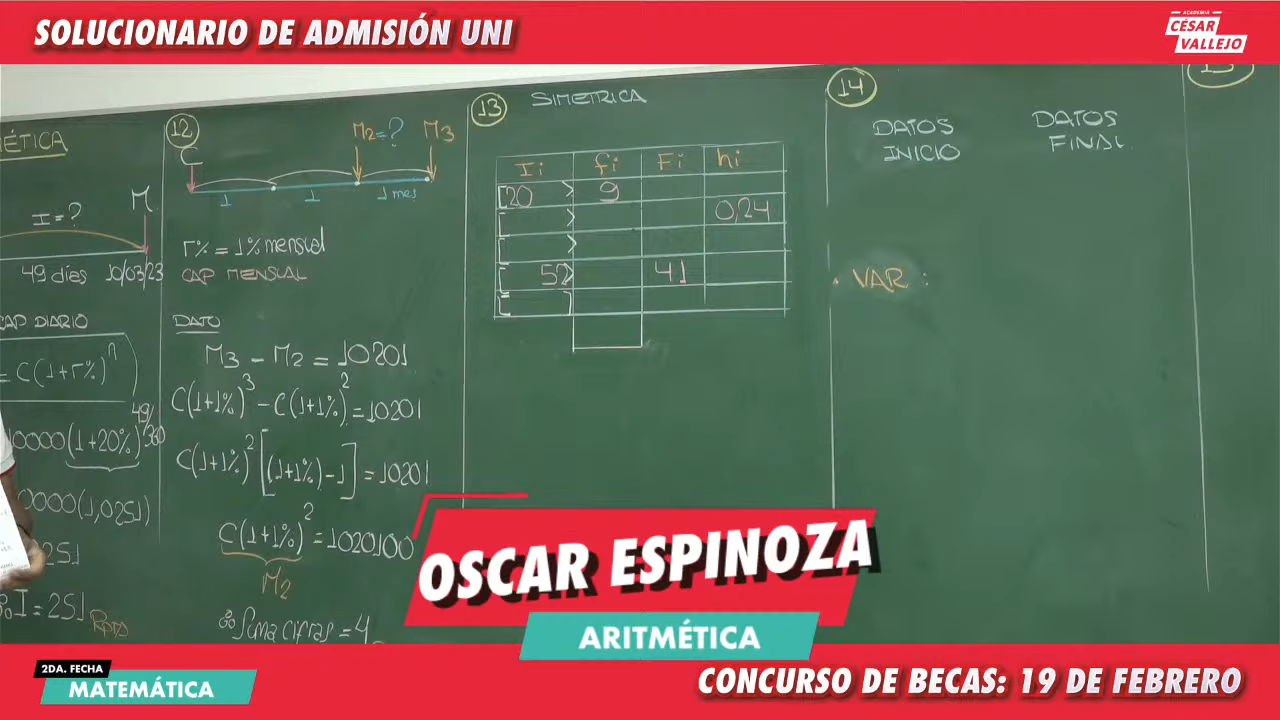 SOLUCIONARIO DE ADMISIÓN UNI
ACADEMIA
CÉSAR
VALLEJO
ÉTICA
M
I = ?
49 días 10/03/23
CAP DIARIO
= C(1+r%)^n
10000(1+20%)^49/360
0000(1,0251)
251
I = 251
12
C
M2=? M3
1 1 1 mes
r% = 1% mensual
CAP MENSUAL
DATO
M3 - M2 = 10201
C(1+1%)^3 - C(1+1%)^2 = 10201
C(1+1%)^2 [(1+1%)-1] = 10201
C(1+1%)^2 = 1020100
M2
∴ Suma cifras = 4
13
SIMETRICA
Ii fi Fi hi
[20 > 9
[ > 0,24
[ >
[ 52> 41
[ ]
14
DATOS INICIO
DATOS FINAL
• VAR :
OSCAR ESPINOZA
ARITMÉTICA
2DA. FECHA
MATEMÁTICA
CONCURSO DE BECAS: 19 DE FEBRERO